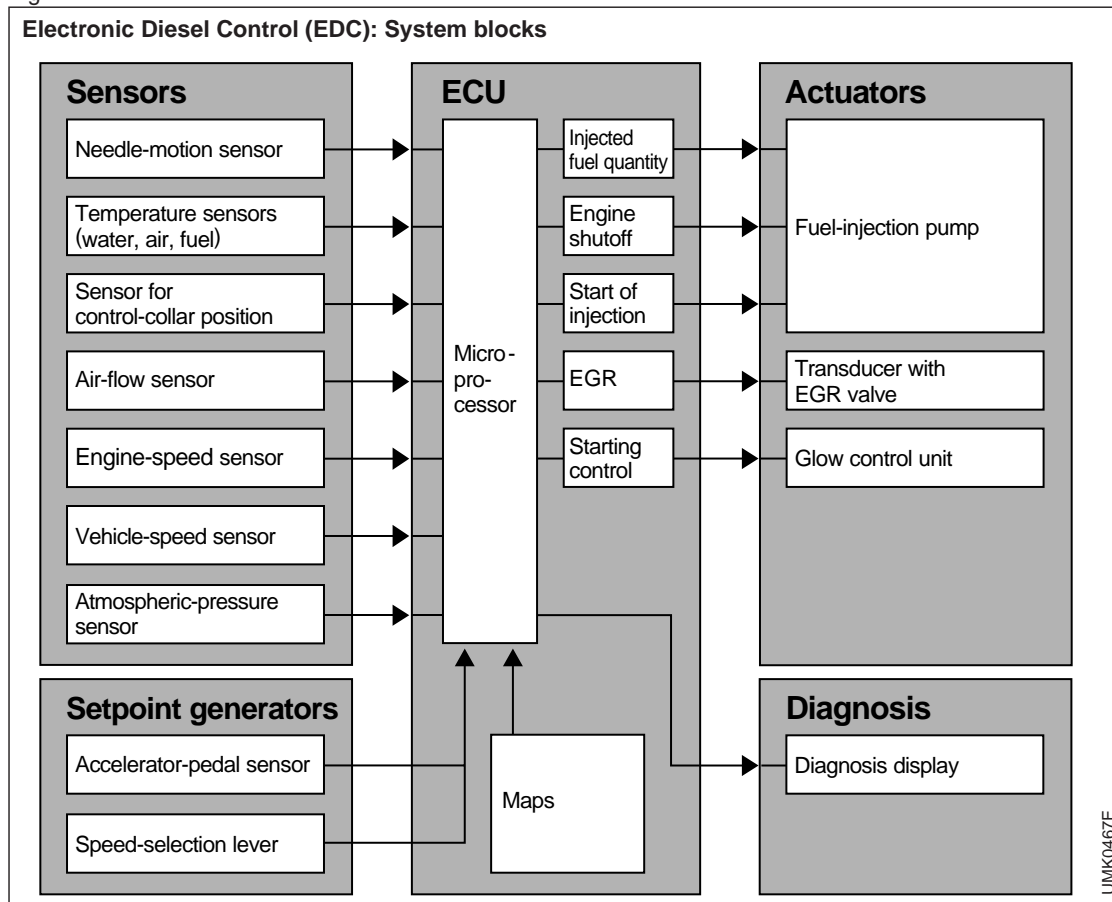 Electronic Diesel Control (EDC): System blocks
Sensors
Needle-motion sensor
Temperature sensors
(water, air, fuel)
Sensor for
control-collar position
Air-flow sensor
Engine-speed sensor
Vehicle-speed sensor
Atmospheric-pressure
sensor
Setpoint generators
Accelerator-pedal sensor
Speed-selection lever
ECU
Micro-
pro-
cessor
Injected
fuel quantity
Engine
shutoff
Start of
injection
EGR
Starting
control
Maps
Actuators
Fuel-injection pump
Transducer with
EGR valve
Glow control unit
Diagnosis
Diagnosis display